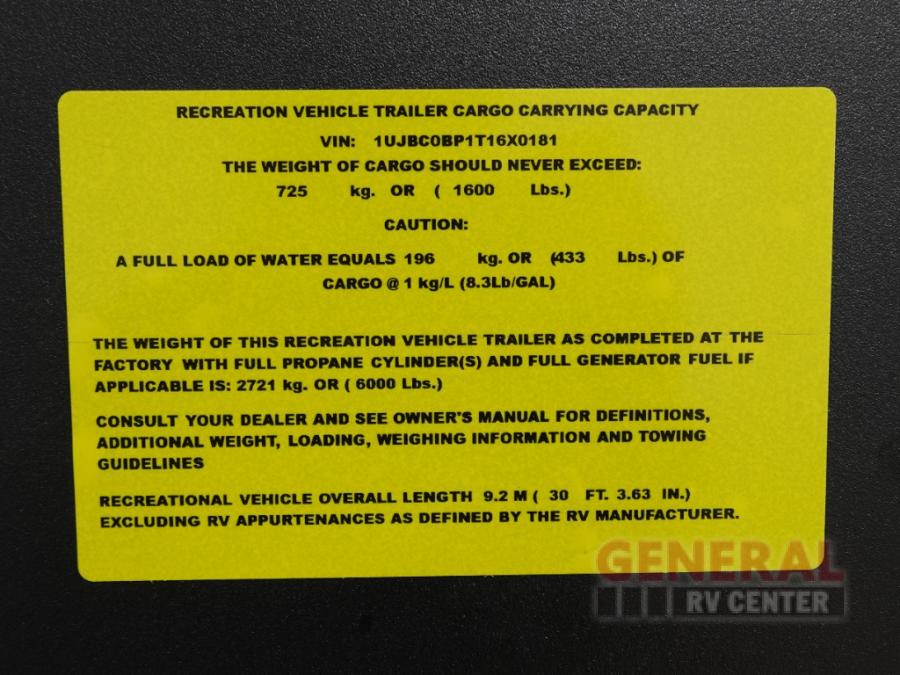 RECREATION VEHICLE TRAILER CARGO CARRYING CAPACITY
VIN: 1UJBC0BP1T16X0181
THE WEIGHT OF CARGO SHOULD NEVER EXCEED:
725 kg. OR ( 1600 Lbs.)
CAUTION:
A FULL LOAD OF WATER EQUALS 196 kg. OR (433 Lbs.) OF
CARGO @ 1 kg/L (8.3Lb/GAL)
THE WEIGHT OF THIS RECREATION VEHICLE TRAILER AS COMPLETED AT THE
FACTORY WITH FULL PROPANE CYLINDER(S) AND FULL GENERATOR FUEL IF
APPLICABLE IS: 2721 kg. OR ( 6000 Lbs.)
CONSULT YOUR DEALER AND SEE OWNER'S MANUAL FOR DEFINITIONS,
ADDITIONAL WEIGHT, LOADING, WEIGHING INFORMATION AND TOWING
GUIDELINES
RECREATIONAL VEHICLE OVERALL LENGTH 9.2 M ( 30 FT. 3.63 IN.)
EXCLUDING RV APPURTENANCES AS DEFINED BY THE RV MANUFACTURER.
GENERAL
RV CENTER